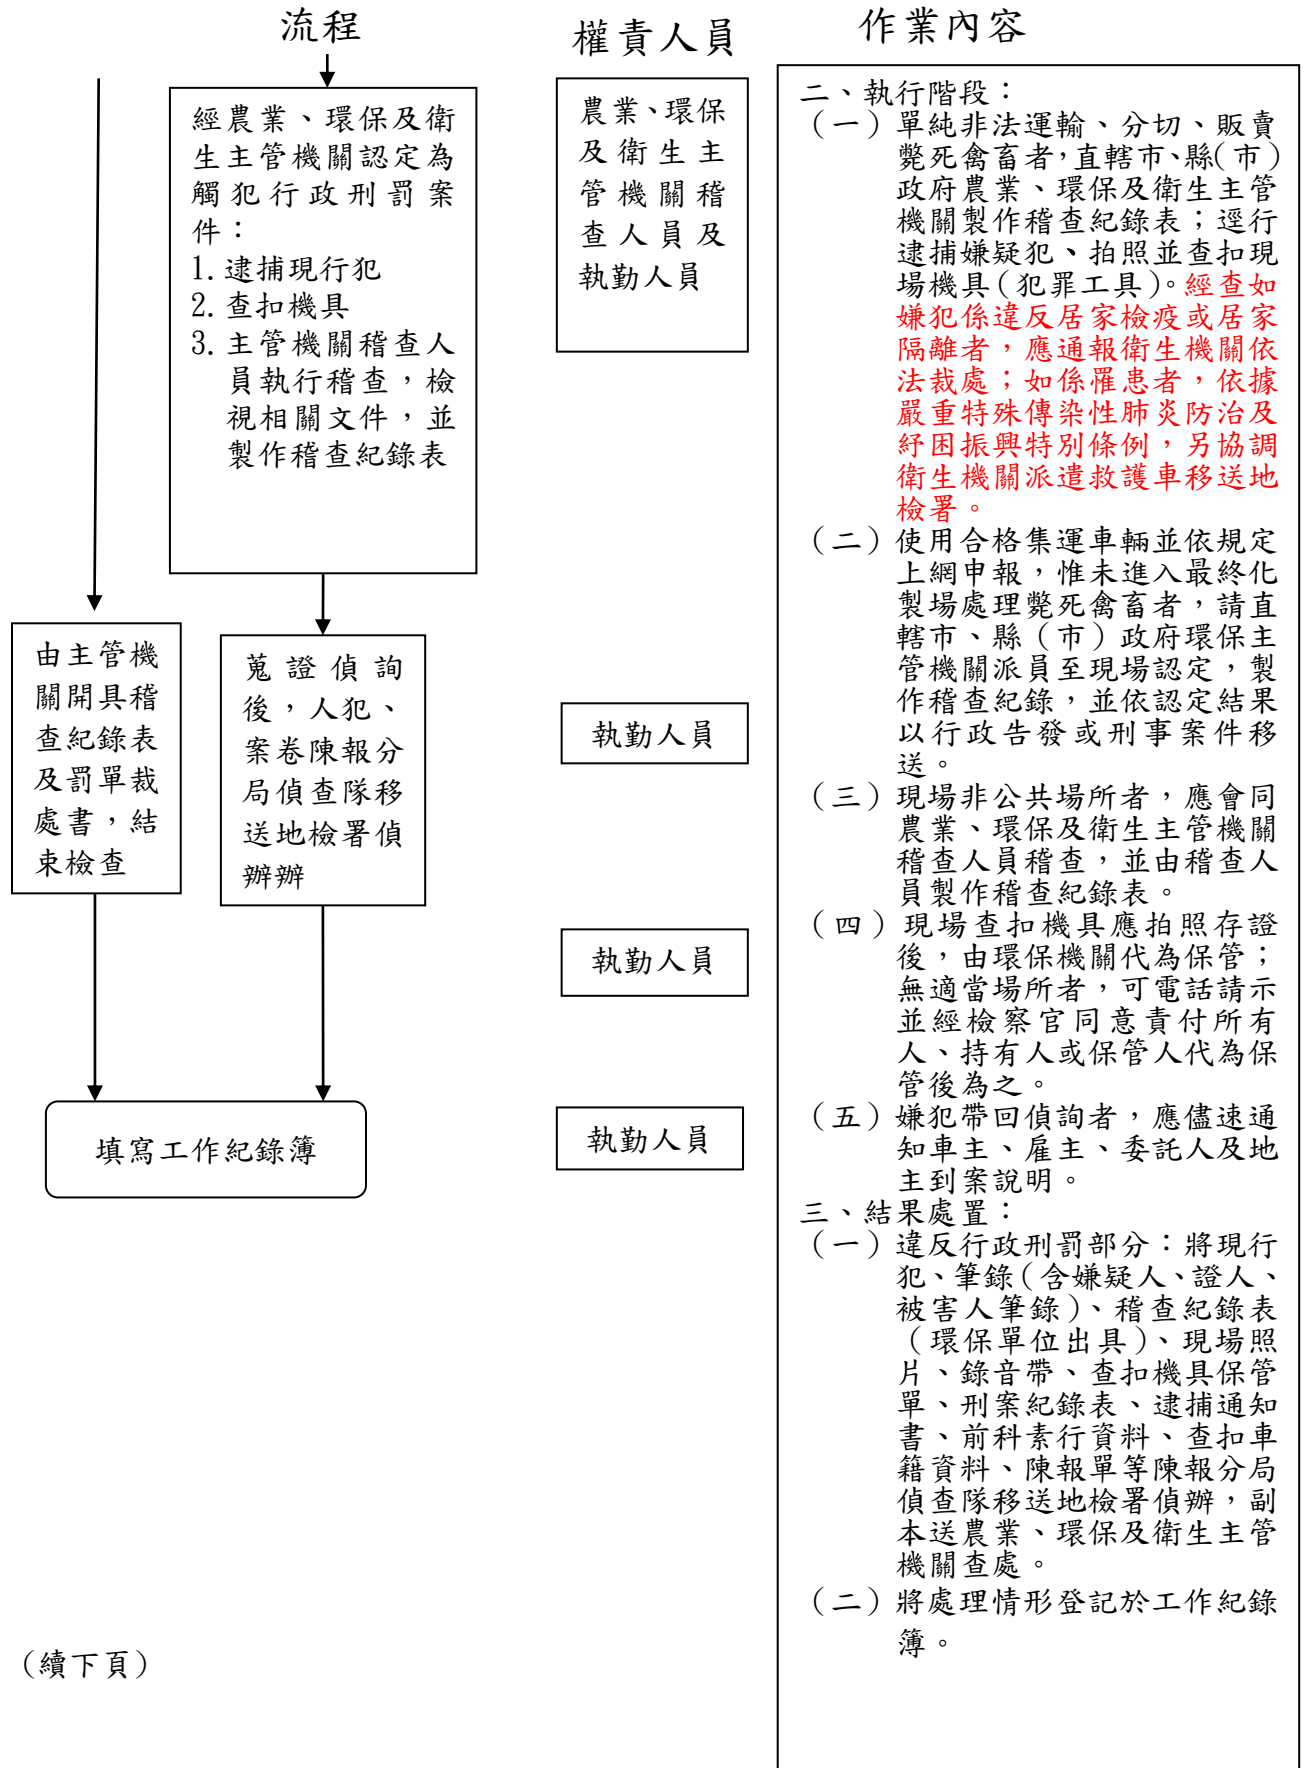 流程
權責人員
作業內容
經農業、環保及衛
生主管機關認定為
觸犯行政刑罰案
件：
1.逮捕現行犯
2.查扣機具
3.主管機關稽查人
員執行稽查，檢
視相關文件，並
製作稽查紀錄表
由主管機
關開具稽
查紀錄表
及罰單裁
處書，結
束檢查
蒐證偵詢
後，人犯、
案卷陳報分
局偵查隊移
送地檢署偵
辦辦
填寫工作紀錄簿
農業、環保
及衛生主
管機關稽
查人員及
執勤人員
執勤人員
執勤人員
執勤人員
二、執行階段：
（一）單純非法運輸、分切、販賣
斃死禽畜者，直轄市、縣(市)
政府農業、環保及衛生主管
機關製作稽查紀錄表；逕行
逮捕嫌疑犯、拍照並查扣現
場機具(犯罪工具)。經查如
嫌犯係違反居家檢疫或居家
隔離者，應通報衛生機關依
法裁處；如係罹患者，依據
嚴重特殊傳染性肺炎防治及
紓困振興特別條例，另協調
衛生機關派遣救護車移送地
檢署。
（二）使用合格集運車輛並依規定
上網申報，惟未進入最終化
製場處理斃死禽畜者，請直
轄市、縣（市）政府環保主
管機關派員至現場認定，製
作稽查紀錄，並依認定結果
以行政告發或刑事案件移
送。
（三）現場非公共場所者，應會同
農業、環保及衛生主管機關
稽查人員稽查，並由稽查人
員製作稽查紀錄表。
（四）現場查扣機具應拍照存證
後，由環保機關代為保管；
無適當場所者，可電話請示
並經檢察官同意責付所有
人、持有人或保管人代為保
管後為之。
（五）嫌犯帶回偵詢者，應儘速通
知車主、雇主、委託人及地
主到案說明。
三、結果處置：
（一）違反行政刑罰部分：將現行
犯、筆錄(含嫌疑人、證人、
被害人筆錄)、稽查紀錄表
（環保單位出具)、現場照
片、錄音帶、查扣機具保管
單、刑案紀錄表、逮捕通知
書、前科素行資料、查扣車
籍資料、陳報單等陳報分局
偵查隊移送地檢署偵辦，副
本送農業、環保及衛生主管
機關查處。
（二）將處理情形登記於工作紀錄
簿。
（續下頁）